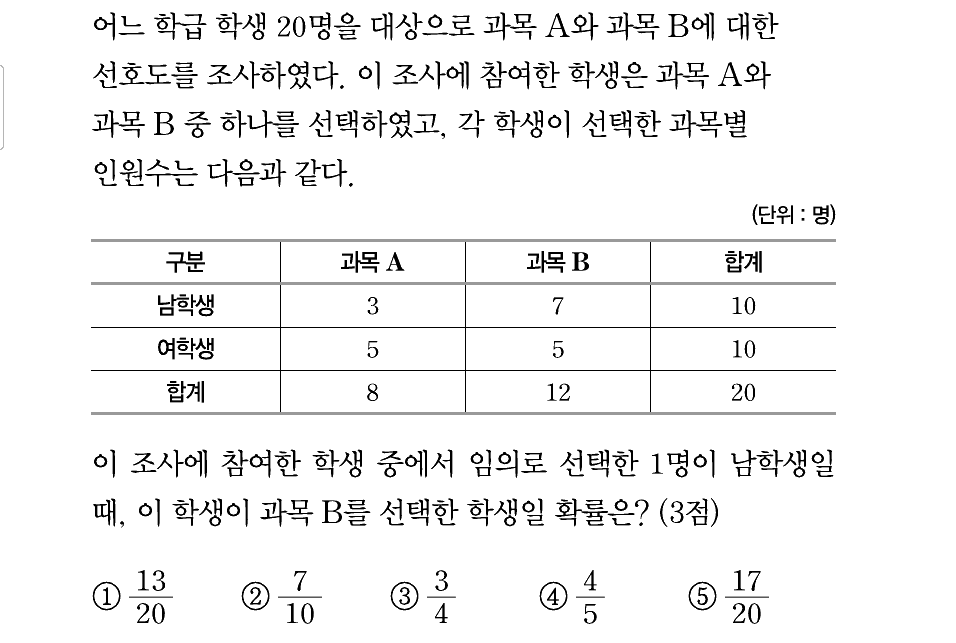 어느 학급 학생 20명을 대상으로 과목 A와 과목 B에 대한
선호도를 조사하였다. 이 조사에 참여한 학생은 과목 A와
과목 B 중 하나를 선택하였고, 각 학생이 선택한 과목별
인원수는 다음과 같다.
(단위 : 명)
구분 과목 A 과목 B 합계
남학생 3 7 10
여학생 5 5 10
합계 8 12 20
이 조사에 참여한 학생 중에서 임의로 선택한 1명이 남학생일
때, 이 학생이 과목 B를 선택한 학생일 확률은? (3점)
① 13/20 ② 7/10 ③ 3/4 ④ 4/5 ⑤ 17/20